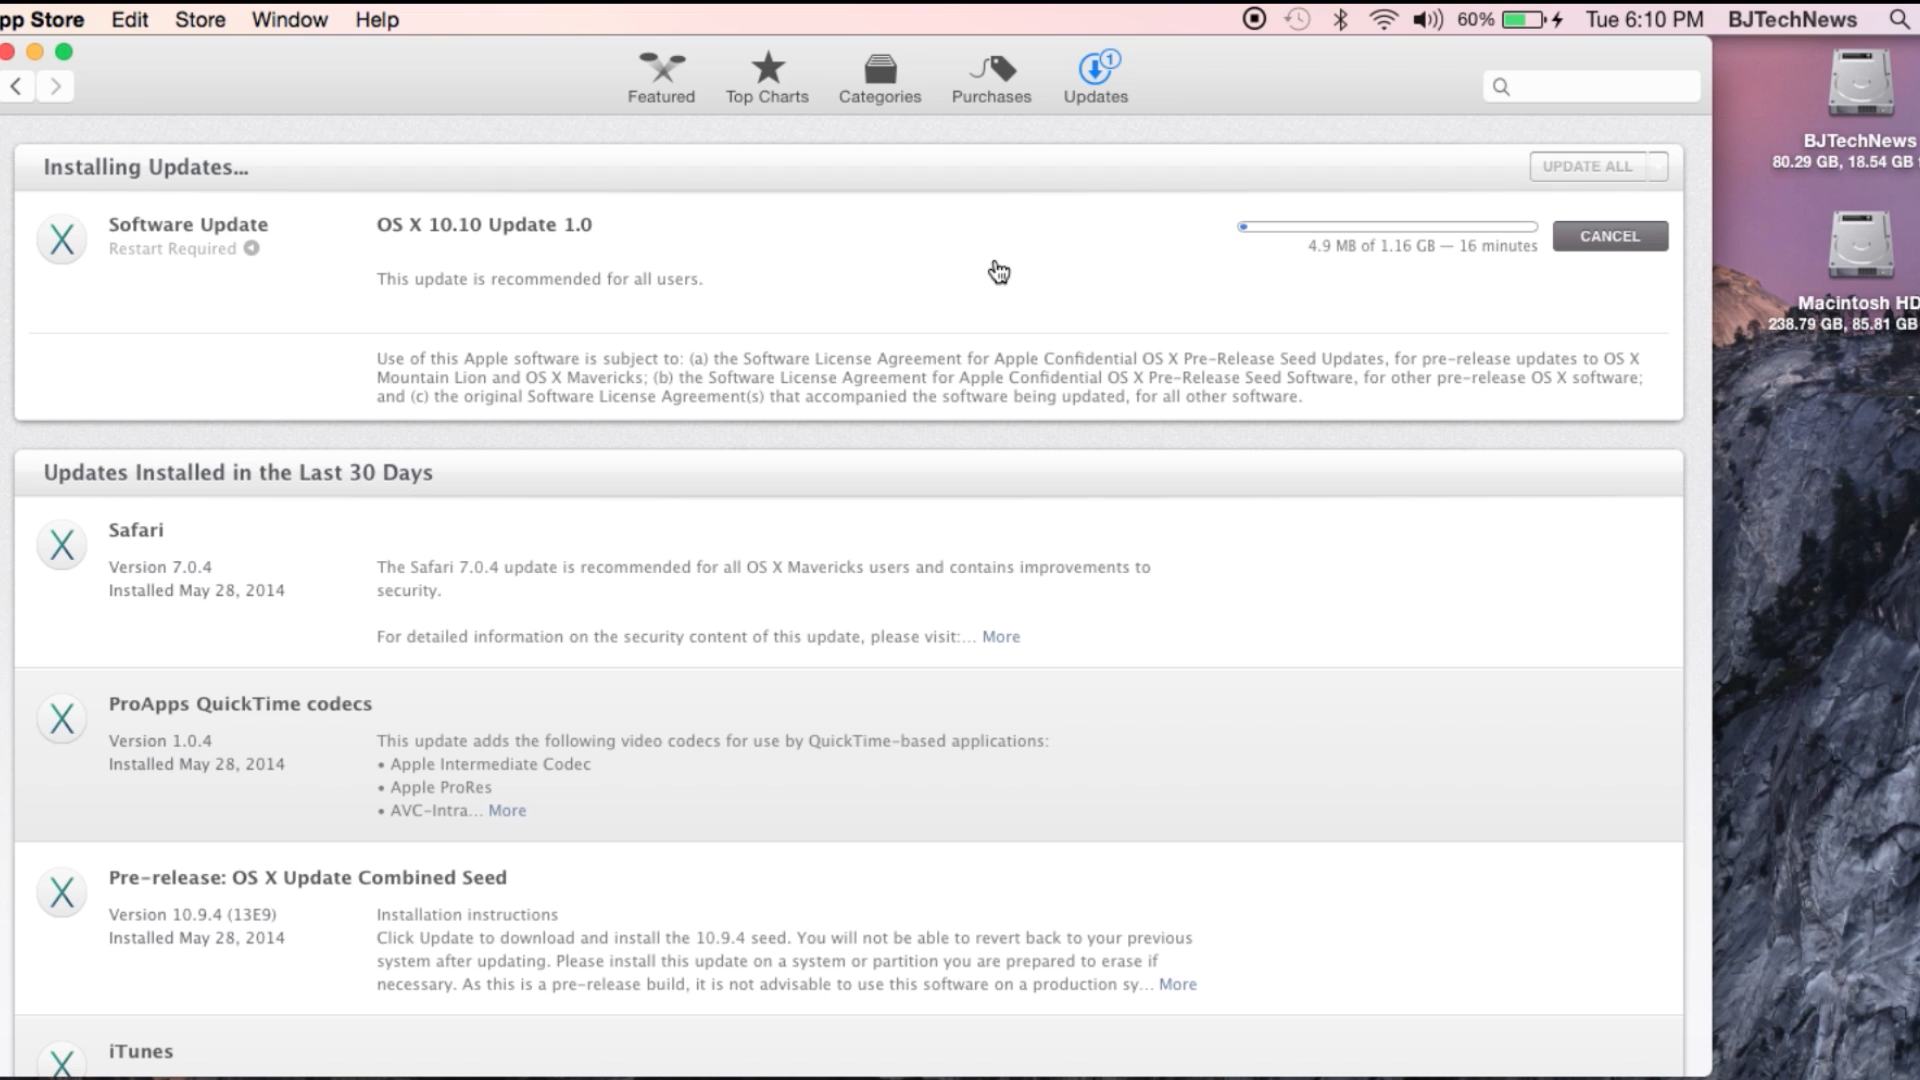 pp Store Edit Store Window Help 60% Tue 6:10 PM BJTechNews
Featured Top Charts Categories Purchases Updates
1
Installing Updates...
UPDATE ALL
Software Update
Restart Required
OS X 10.10 Update 1.0
This update is recommended for all users.
4.9 MB of 1.16 GB — 16 minutes
CANCEL
Use of this Apple software is subject to: (a) the Software License Agreement for Apple Confidential OS X Pre-Release Seed Updates, for pre-release updates to OS X
Mountain Lion and OS X Mavericks; (b) the Software License Agreement for Apple Confidential OS X Pre-Release Seed Software, for other pre-release OS X software;
and (c) the original Software License Agreement(s) that accompanied the software being updated, for all other software.
Updates Installed in the Last 30 Days
Safari
Version 7.0.4
Installed May 28, 2014
The Safari 7.0.4 update is recommended for all OS X Mavericks users and contains improvements to
security.
For detailed information on the security content of this update, please visit:... More
ProApps QuickTime codecs
Version 1.0.4
Installed May 28, 2014
This update adds the following video codecs for use by QuickTime-based applications:
• Apple Intermediate Codec
• Apple ProRes
• AVC-Intra... More
Pre-release: OS X Update Combined Seed
Version 10.9.4 (13E9)
Installed May 28, 2014
Installation instructions
Click Update to download and install the 10.9.4 seed. You will not be able to revert back to your previous
system after updating. Please install this update on a system or partition you are prepared to erase if
necessary. As this is a pre-release build, it is not advisable to use this software on a production sy... More
iTunes
BJTechNews
80.29 GB, 18.54 GB
Macintosh HD
238.79 GB, 85.81 GB